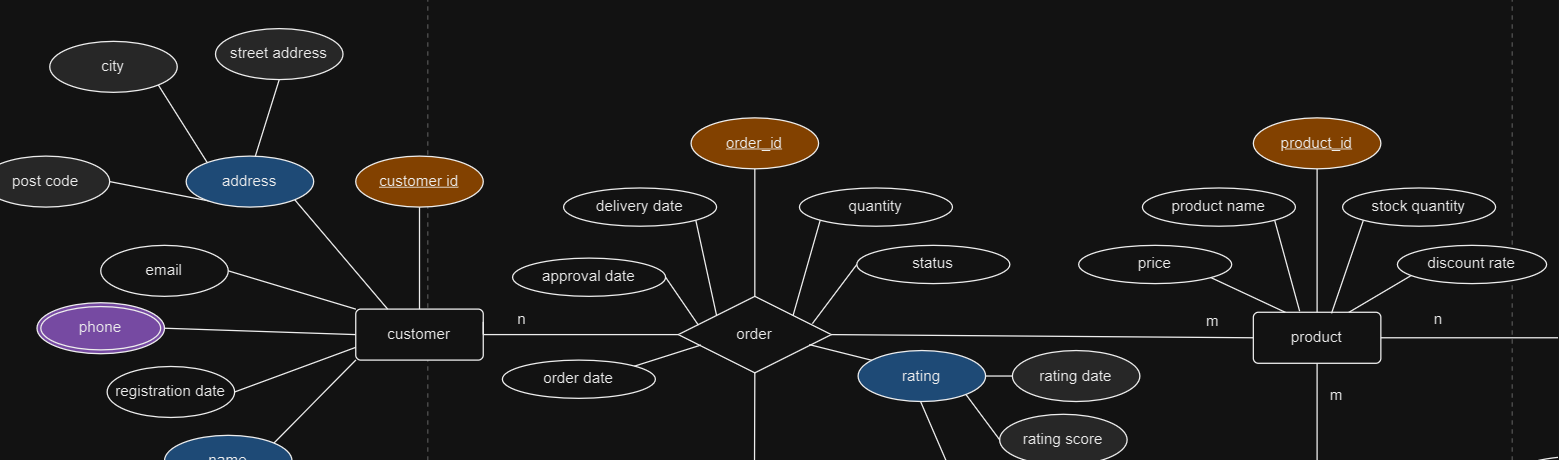 street address
city
order_id
product_id
post code
address
customer id
delivery date
quantity
product name
stock quantity
email
approval date
status
price
discount rate
n
m
n
phone
customer
order
product
order date
rating
rating date
registration date
m
rating score
name